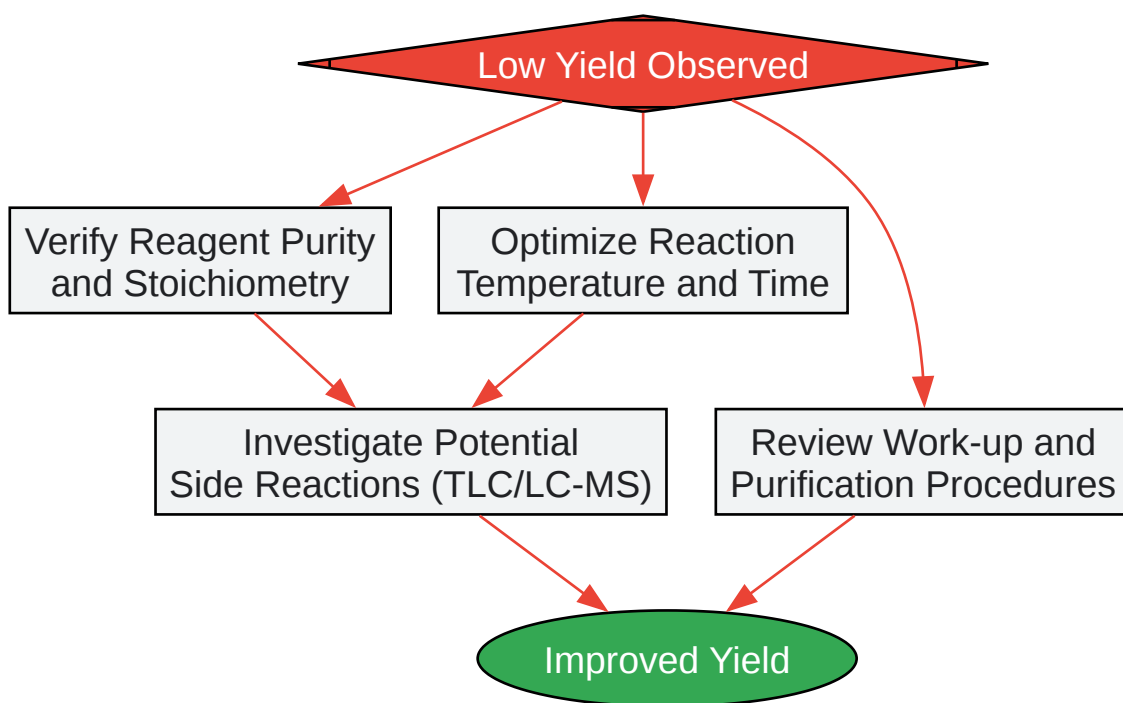 Low Yield Observed
Verify Reagent Purity
and Stoichiometry
Optimize Reaction
Temperature and Time
Investigate Potential
Side Reactions (TLC/LC-MS)
Review Work-up and
Purification Procedures
Improved Yield